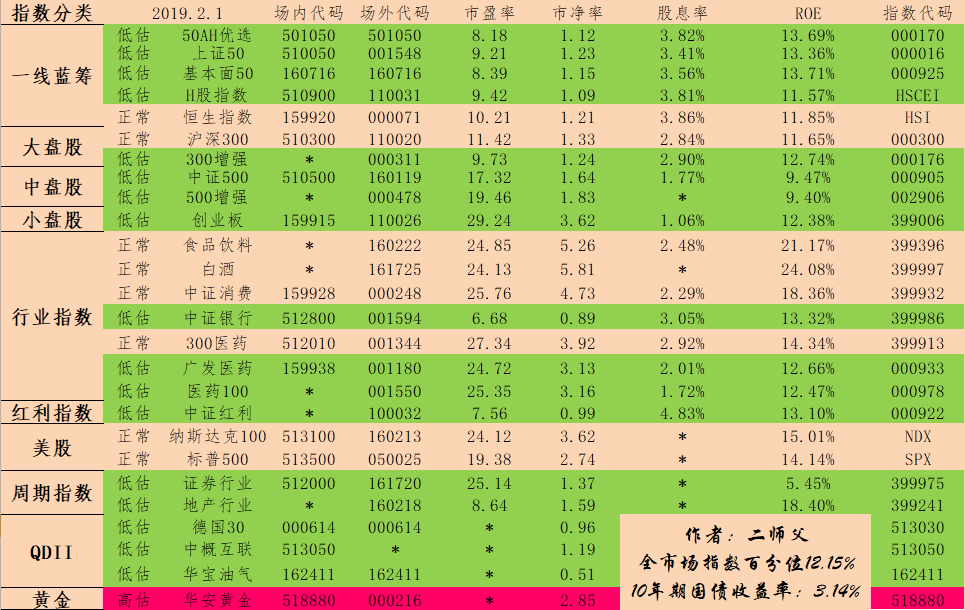 指数分类 2019.2.1 场内代码 场外代码 市盈率 市净率 股息率 ROE 指数代码
一线蓝筹 低估 50AH优选 501050 501050 8.18 1.12 3.82% 13.69% 000170
低估 上证50 510050 001548 9.21 1.23 3.41% 13.36% 000016
低估 基本面50 160716 160716 8.39 1.15 3.56% 13.71% 000925
低估 H股指数 510900 110031 9.42 1.09 3.81% 11.57% HSCEI
正常 恒生指数 159920 000071 10.21 1.21 3.86% 11.85% HSI
大盘股 正常 沪深300 510300 110020 11.42 1.33 2.84% 11.65% 000300
低估 300增强 * 000311 9.73 1.24 2.90% 12.74% 000176
中盘股 低估 中证500 510500 160119 17.32 1.64 1.77% 9.47% 000905
低估 500增强 * 000478 19.46 1.83 * 9.40% 002906
小盘股 低估 创业板 159915 110026 29.24 3.62 1.06% 12.38% 399006
行业指数 正常 食品饮料 * 160222 24.85 5.26 2.48% 21.17% 399396
正常 白酒 * 161725 24.13 5.81 * 24.08% 399997
正常 中证消费 159928 000248 25.76 4.73 2.29% 18.36% 399932
低估 中证银行 512800 001594 6.68 0.89 3.05% 13.32% 399986
正常 300医药 512010 001344 27.34 3.92 2.92% 14.34% 399913
低估 广发医药 159938 001180 24.72 3.13 2.01% 12.66% 000933
低估 医药100 * 001550 25.35 3.16 1.72% 12.47% 000978
红利指数 低估 中证红利 * 100032 7.56 0.99 4.83% 13.10% 000922
美股 正常 纳斯达克100 513100 160213 24.12 3.62 * 15.01% NDX
正常 标普500 513500 050025 19.38 2.74 * 14.14% SPX
周期指数 低估 证券行业 512000 161720 25.14 1.37 * 5.45% 399975
低估 地产行业 * 160218 8.64 1.59 * 18.40% 399241
QDII 低估 德国30 000614 000614 * 0.96 513030
低估 中概互联 513050 * * 1.19 513050
低估 华宝油气 162411 162411 * 0.51 162411
黄金 高估 华安黄金 518880 000216 * 2.85 518880
作者：二师父
全市场指数百分位12.15%
10年期国债收益率：3.14%